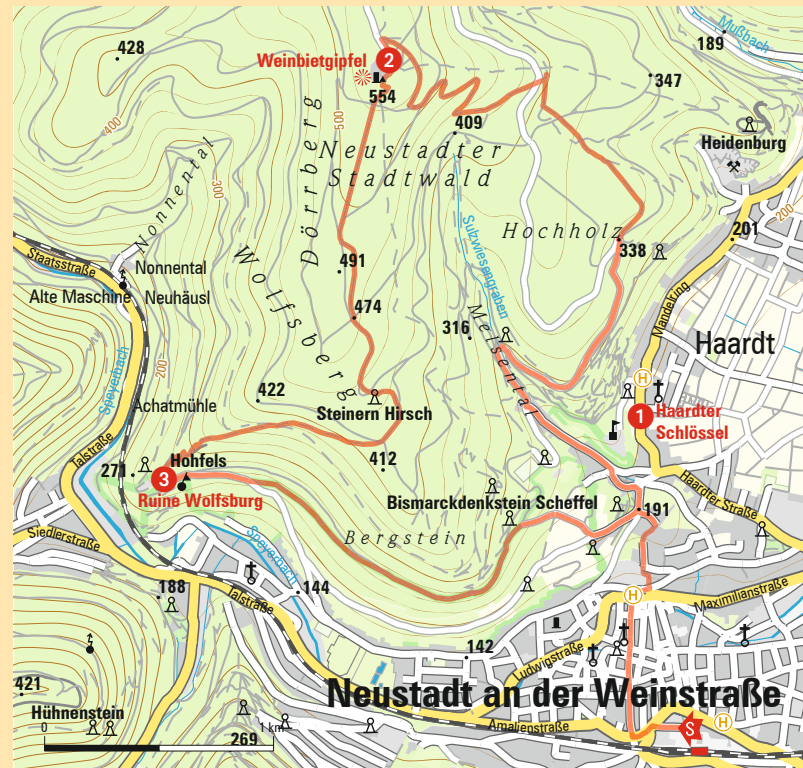 428
Weinbietgipfel
2
189
Mußbach
554
347
409
400
500
Dörrberg
Neustadter
Stadtwald
Heidenburg
Nonnental
300
200
Staatsstraße
Nonnental
Alte Maschine
Neuhäusl
Sulzwiesengraben
Hochholz
338
201
491
Wolfsberg
474
316
Meisental
Mandelring
Haardt
Speyerbach
200
Achatmühle
422
Steinern Hirsch
H
1
Haardter
Schlössel
Talstraße
271
3
Hohfels
Ruine Wolfsburg
412
Bismarckdenkstein Scheffel
191
Haardter Straße
Siedlerstraße
Speyerbach
Bergstein
188
Talstraße
144
H
Maximilianstraße
142
Ludwigstraße
421
Hühnenstein
Neustadt an der Weinstraße
Amalienstraße
S
H
0
1 km
269